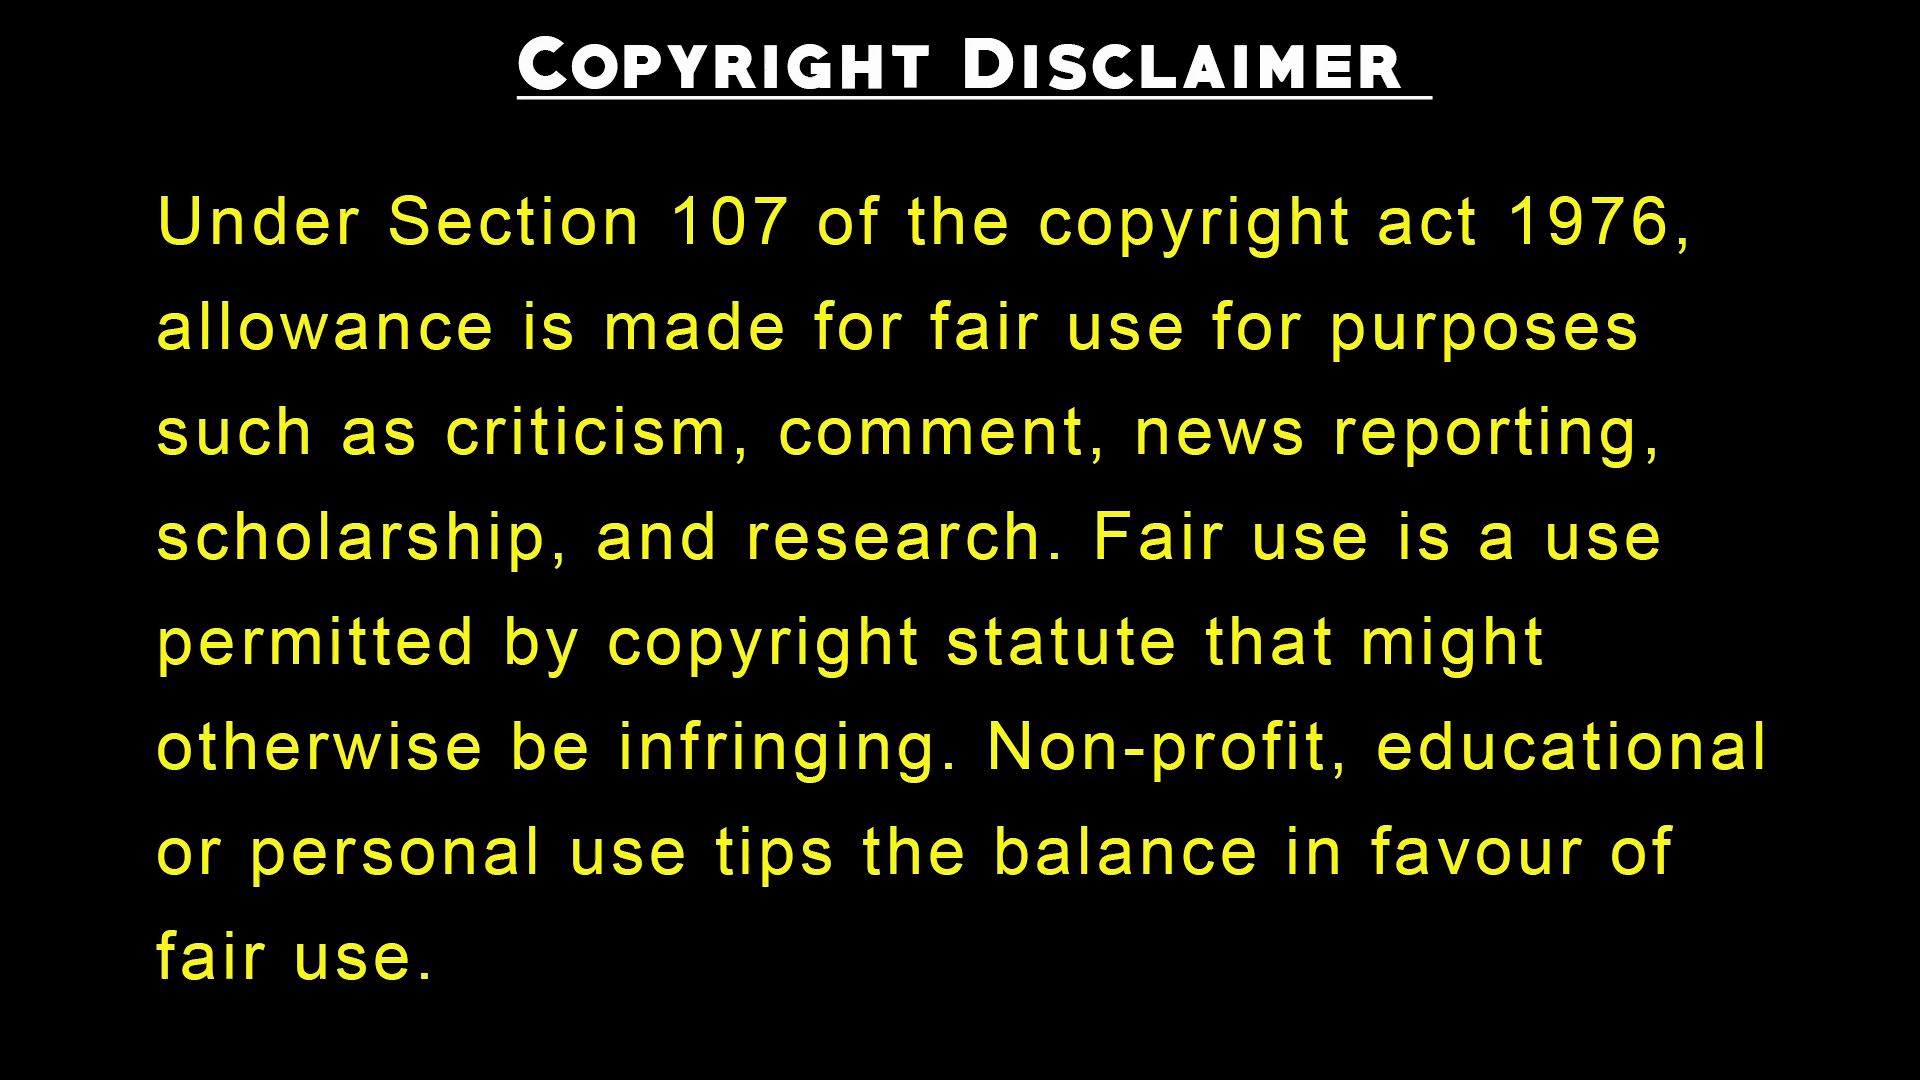 Copyright Disclaimer
Under Section 107 of the copyright act 1976,
allowance is made for fair use for purposes
such as criticism, comment, news reporting,
scholarship, and research. Fair use is a use
permitted by copyright statute that might
otherwise be infringing. Non-profit, educational
or personal use tips the balance in favour of
fair use.